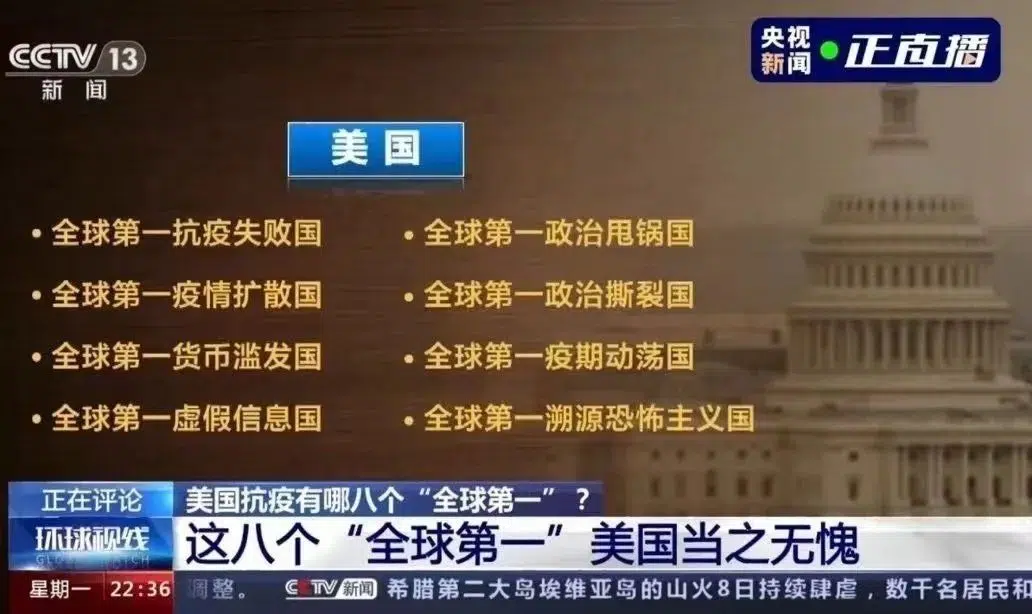 CCTV 13
新闻
央视新闻 正直播
美国
• 全球第一抗疫失败国
• 全球第一疫情扩散国
• 全球第一货币滥发国
• 全球第一虚假信息国
• 全球第一政治甩锅国
• 全球第一政治撕裂国
• 全球第一疫期动荡国
• 全球第一溯源恐怖主义国
正在评论
美国抗疫有哪八个“全球第一”？
环球视线
GLOBAL WATCH
这八个“全球第一”美国当之无愧
星期一 22:36
调整。 CCTV新闻 希腊第二大岛埃维亚岛的山火8日持续肆虐，数千名居民和